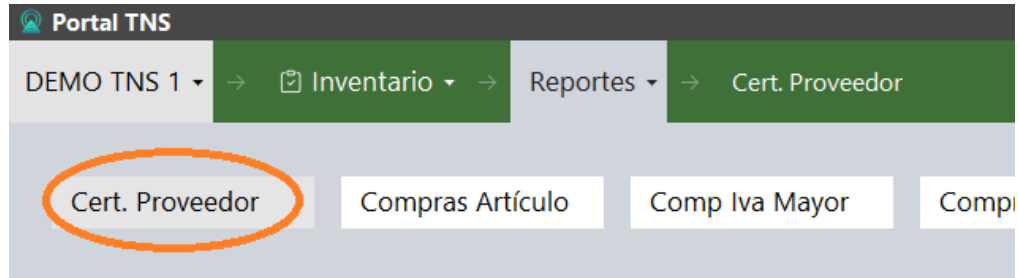 Portal TNS
DEMO TNS 1 → Inventario → Reportes → Cert. Proveedor
Cert. Proveedor Compras Artículo Comp Iva Mayor